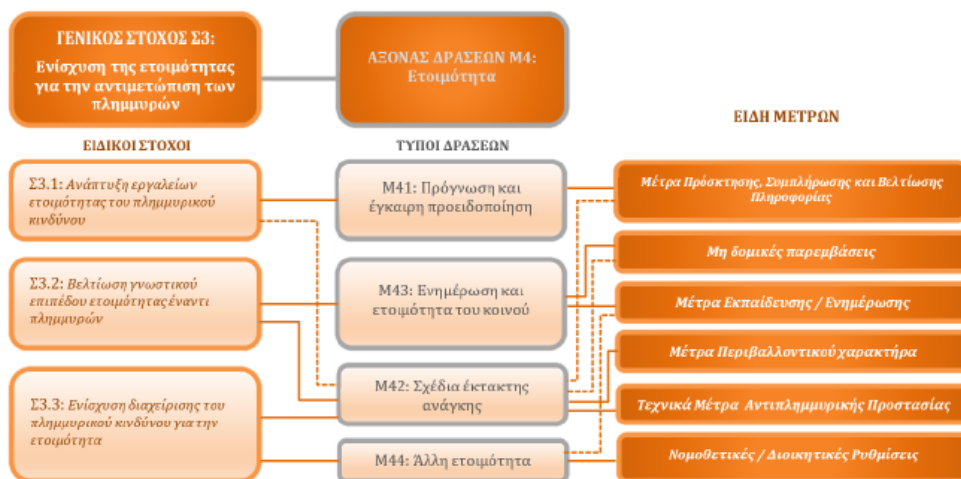 ΓΕΝΙΚΟΣ ΣΤΟΧΟΣ Σ3:
Ενίσχυση της ετοιμότητας
για την αντιμετώπιση των
πλημμυρών
ΑΞΟΝΑΣ ΔΡΑΣΕΩΝ Μ4:
Ετοιμότητα
ΕΙΔΙΚΟΙ ΣΤΟΧΟΙ
Σ3.1: Ανάπτυξη εργαλείων
ετοιμότητας του πλημμυρικού
κινδύνου
Σ3.2: Βελτίωση γνωστικού
επιπέδου ετοιμότητας έναντι
πλημμυρών
Σ3.3: Ενίσχυση διαχείρισης του
πλημμυρικού κινδύνου για την
ετοιμότητα
ΤΥΠΟΙ ΔΡΑΣΕΩΝ
Μ41: Πρόγνωση και
έγκαιρη προειδοποίηση
Μ43: Ενημέρωση και
ετοιμότητα του κοινού
Μ42: Σχέδια έκτακτης
ανάγκης
Μ44: Άλλη ετοιμότητα
ΕΙΔΗ ΜΕΤΡΩΝ
Μέτρα Πρόσκτησης, Συμπλήρωσης και Βελτίωσης
Πληροφορίας
Μη δομικές παρεμβάσεις
Μέτρα Εκπαίδευσης / Ενημέρωσης
Μέτρα Περιβαλλοντικού χαρακτήρα
Τεχνικά Μέτρα Αντιπλημμυρικής Προστασίας
Νομοθετικές / Διοικητικές Ρυθμίσεις